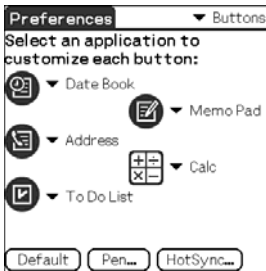 Preferences ▼ Buttons
Select an application to
customize each button:
▼ Date Book
▼ Memo Pad
▼ Address
▼ Calc
▼ To Do List
Default Pen... HotSync...